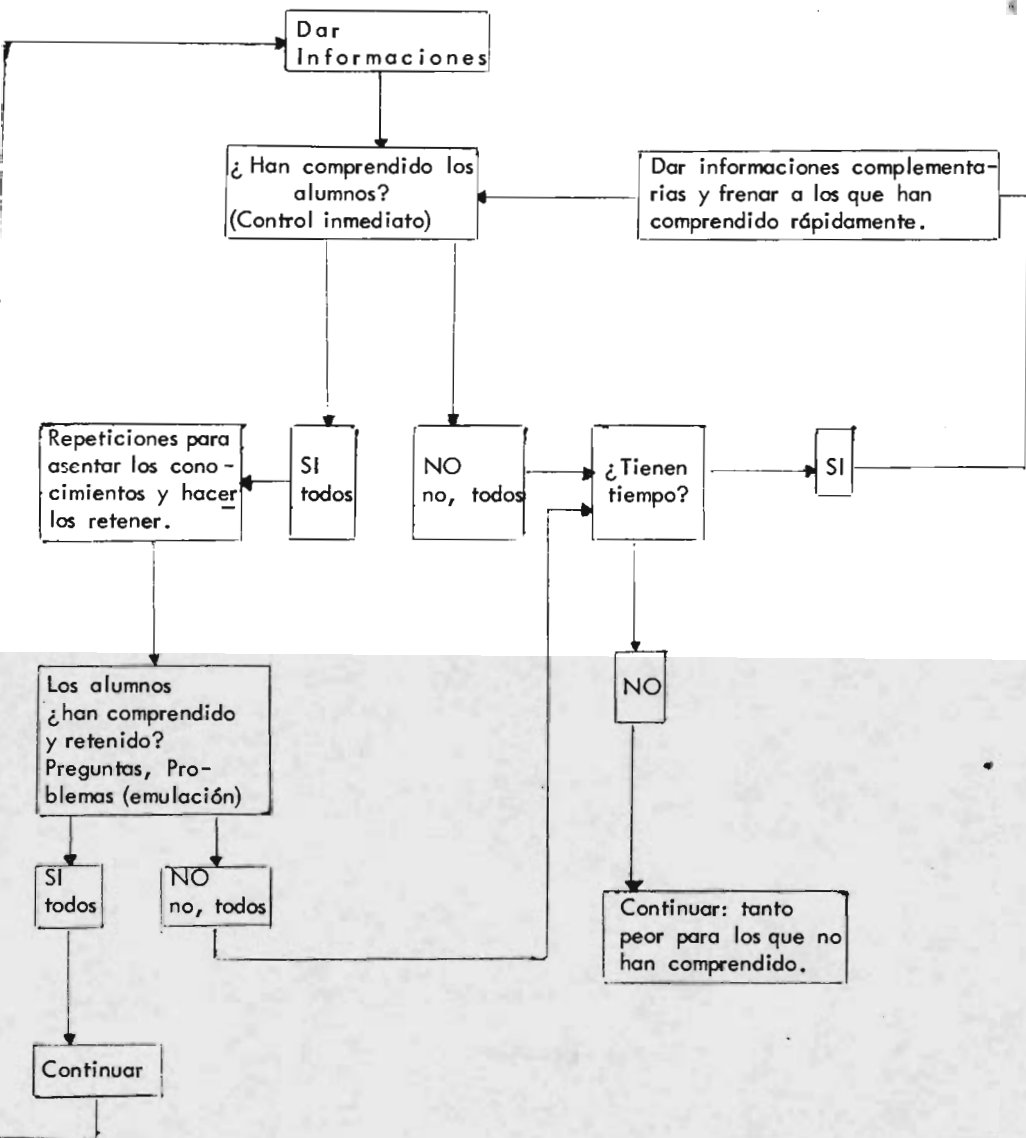 Dar
Informaciones
¿ Han comprendido los
alumnos?
(Control inmediato)
Dar informaciones complementa-
rias y frenar a los que han
comprendido rápidamente.
Repeticiones para
asentar los cono-
cimientos y hacer
los retener.
SI
todos
NO
no, todos
¿Tienen
tiempo?
SI
Los alumnos
¿han comprendido
y retenido?
Preguntas, Pro-
blemas (emulación)
NO
SI
todos
NO
no, todos
Continuar: tanto
peor para los que no
han comprendido.
Continuar